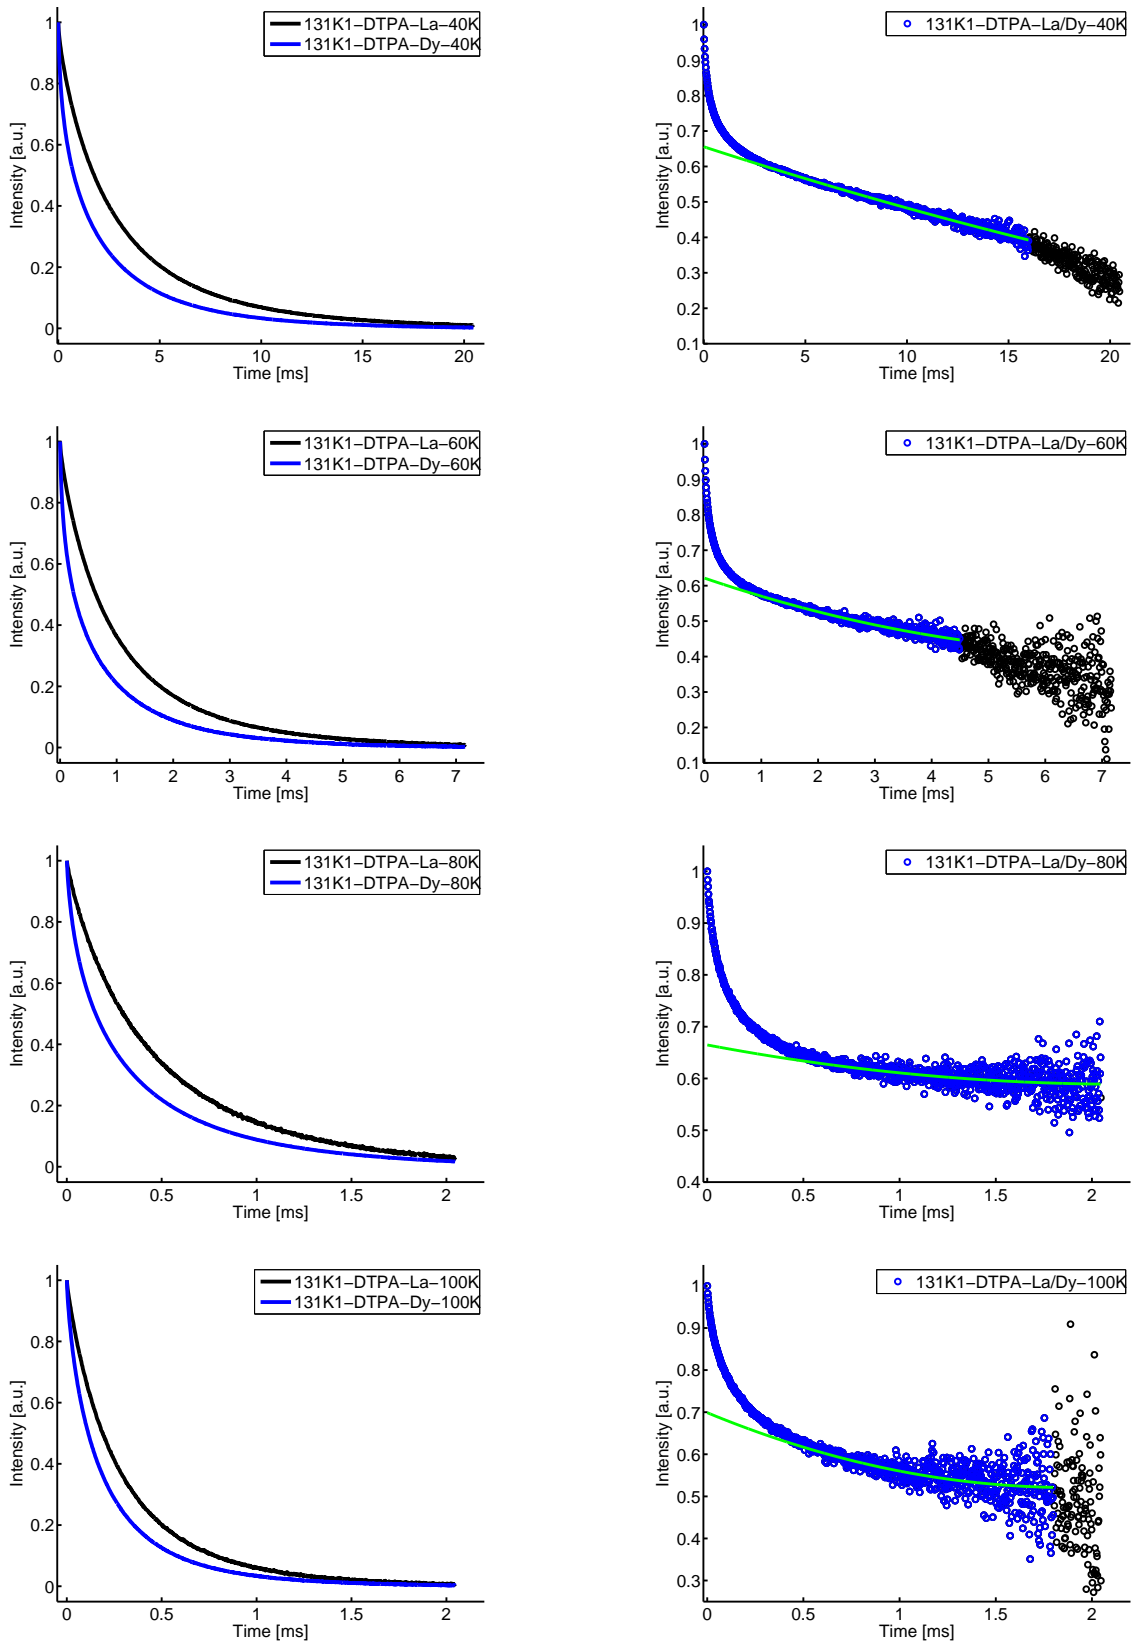 131K1−DTPA−La−40K
131K1−DTPA−Dy−40K
1
0.8
0.6
0.4
0.2
0
Intensity [a.u.]
0 5 10 15 20
Time [ms]
131K1−DTPA−La/Dy−40K
1
0.9
0.8
0.7
0.6
0.5
0.4
0.3
0.2
0.1
Intensity [a.u.]
0 5 10 15 20
Time [ms]
131K1−DTPA−La−60K
131K1−DTPA−Dy−60K
1
0.8
0.6
0.4
0.2
0
Intensity [a.u.]
0 1 2 3 4 5 6 7
Time [ms]
131K1−DTPA−La/Dy−60K
1
0.9
0.8
0.7
0.6
0.5
0.4
0.3
0.2
0.1
Intensity [a.u.]
0 1 2 3 4 5 6 7
Time [ms]
131K1−DTPA−La−80K
131K1−DTPA−Dy−80K
1
0.8
0.6
0.4
0.2
0
Intensity [a.u.]
0 0.5 1 1.5 2
Time [ms]
131K1−DTPA−La/Dy−80K
1
0.9
0.8
0.7
0.6
0.5
0.4
Intensity [a.u.]
0 0.5 1 1.5 2
Time [ms]
131K1−DTPA−La−100K
131K1−DTPA−Dy−100K
1
0.8
0.6
0.4
0.2
0
Intensity [a.u.]
0 0.5 1 1.5 2
Time [ms]
131K1−DTPA−La/Dy−100K
1
0.9
0.8
0.7
0.6
0.5
0.4
0.3
Intensity [a.u.]
0 0.5 1 1.5 2
Time [ms]